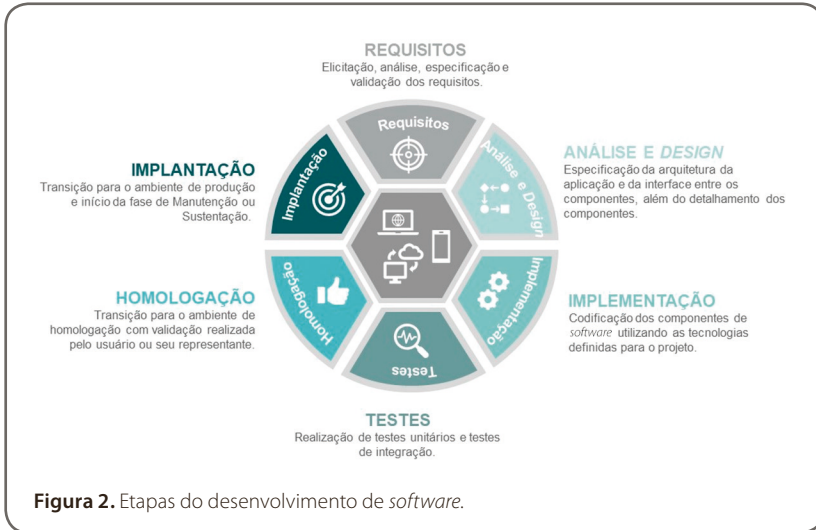 REQUISITOS
Elicitação, análise, especificação e
validação dos requisitos.
Requisitos
Análise e Design
ANÁLISE E DESIGN
Especificação da arquitetura da
aplicação e da interface entre os
componentes, além do detalhamento dos
componentes.
Implementação
IMPLEMENTAÇÃO
Codificação dos componentes de
software utilizando as tecnologias
definidas para o projeto.
Testes
TESTES
Realização de testes unitários e testes
de integração.
Homologação
HOMOLOGAÇÃO
Transição para o ambiente de
homologação com validação realizada
pelo usuário ou seu representante.
Implantação
IMPLANTAÇÃO
Transição para o ambiente de produção
e início da fase de Manutenção ou
Sustentação.
Figura 2. Etapas do desenvolvimento de software.